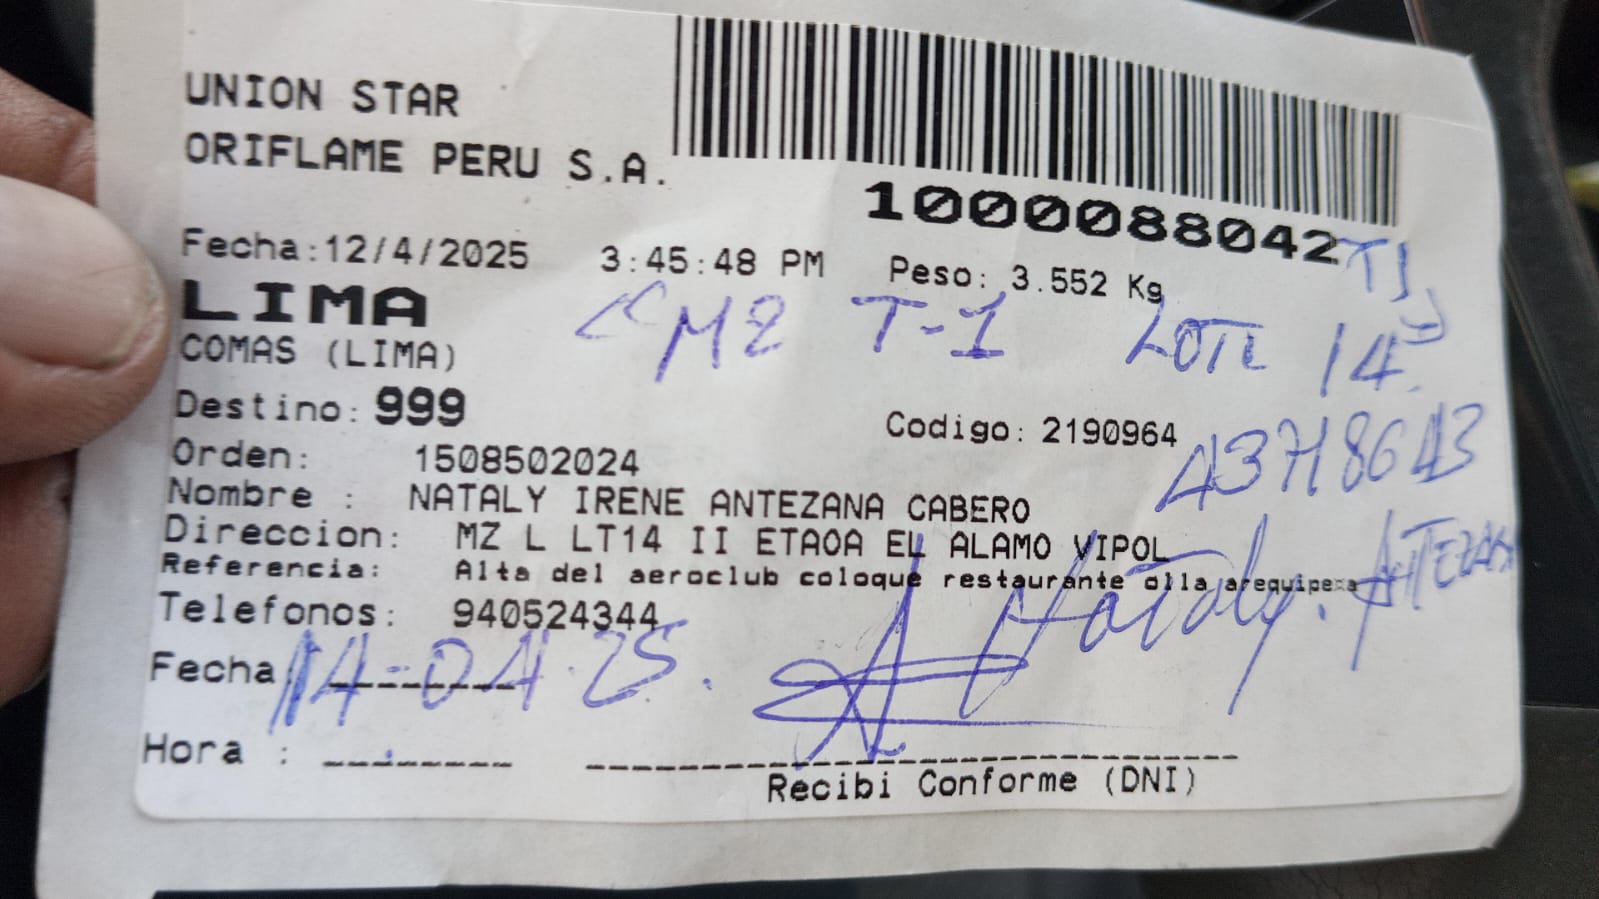 UNION STAR
ORIFLAME PERU S.A.
1000088042
Fecha:12/4/2025 3:45:48 PM Peso: 3.552 Kg
LIMA
MZ T-1 LOTE 14
COMAS (LIMA)
Destino: 999 Codigo: 2190964
Orden: 1508502024
Nombre : NATALY IRENE ANTEZANA CABERO
Direccion: MZ L LT14 II ETAOA EL ALAMO VIPOL
Referencia: Alta del aeroclub coloque restaurante olla arequipeña
Nataly. ANTEZANA
Telefonos: 940524344
Fecha 14-04-25.
Hora :
Recibi Conforme (DNI)